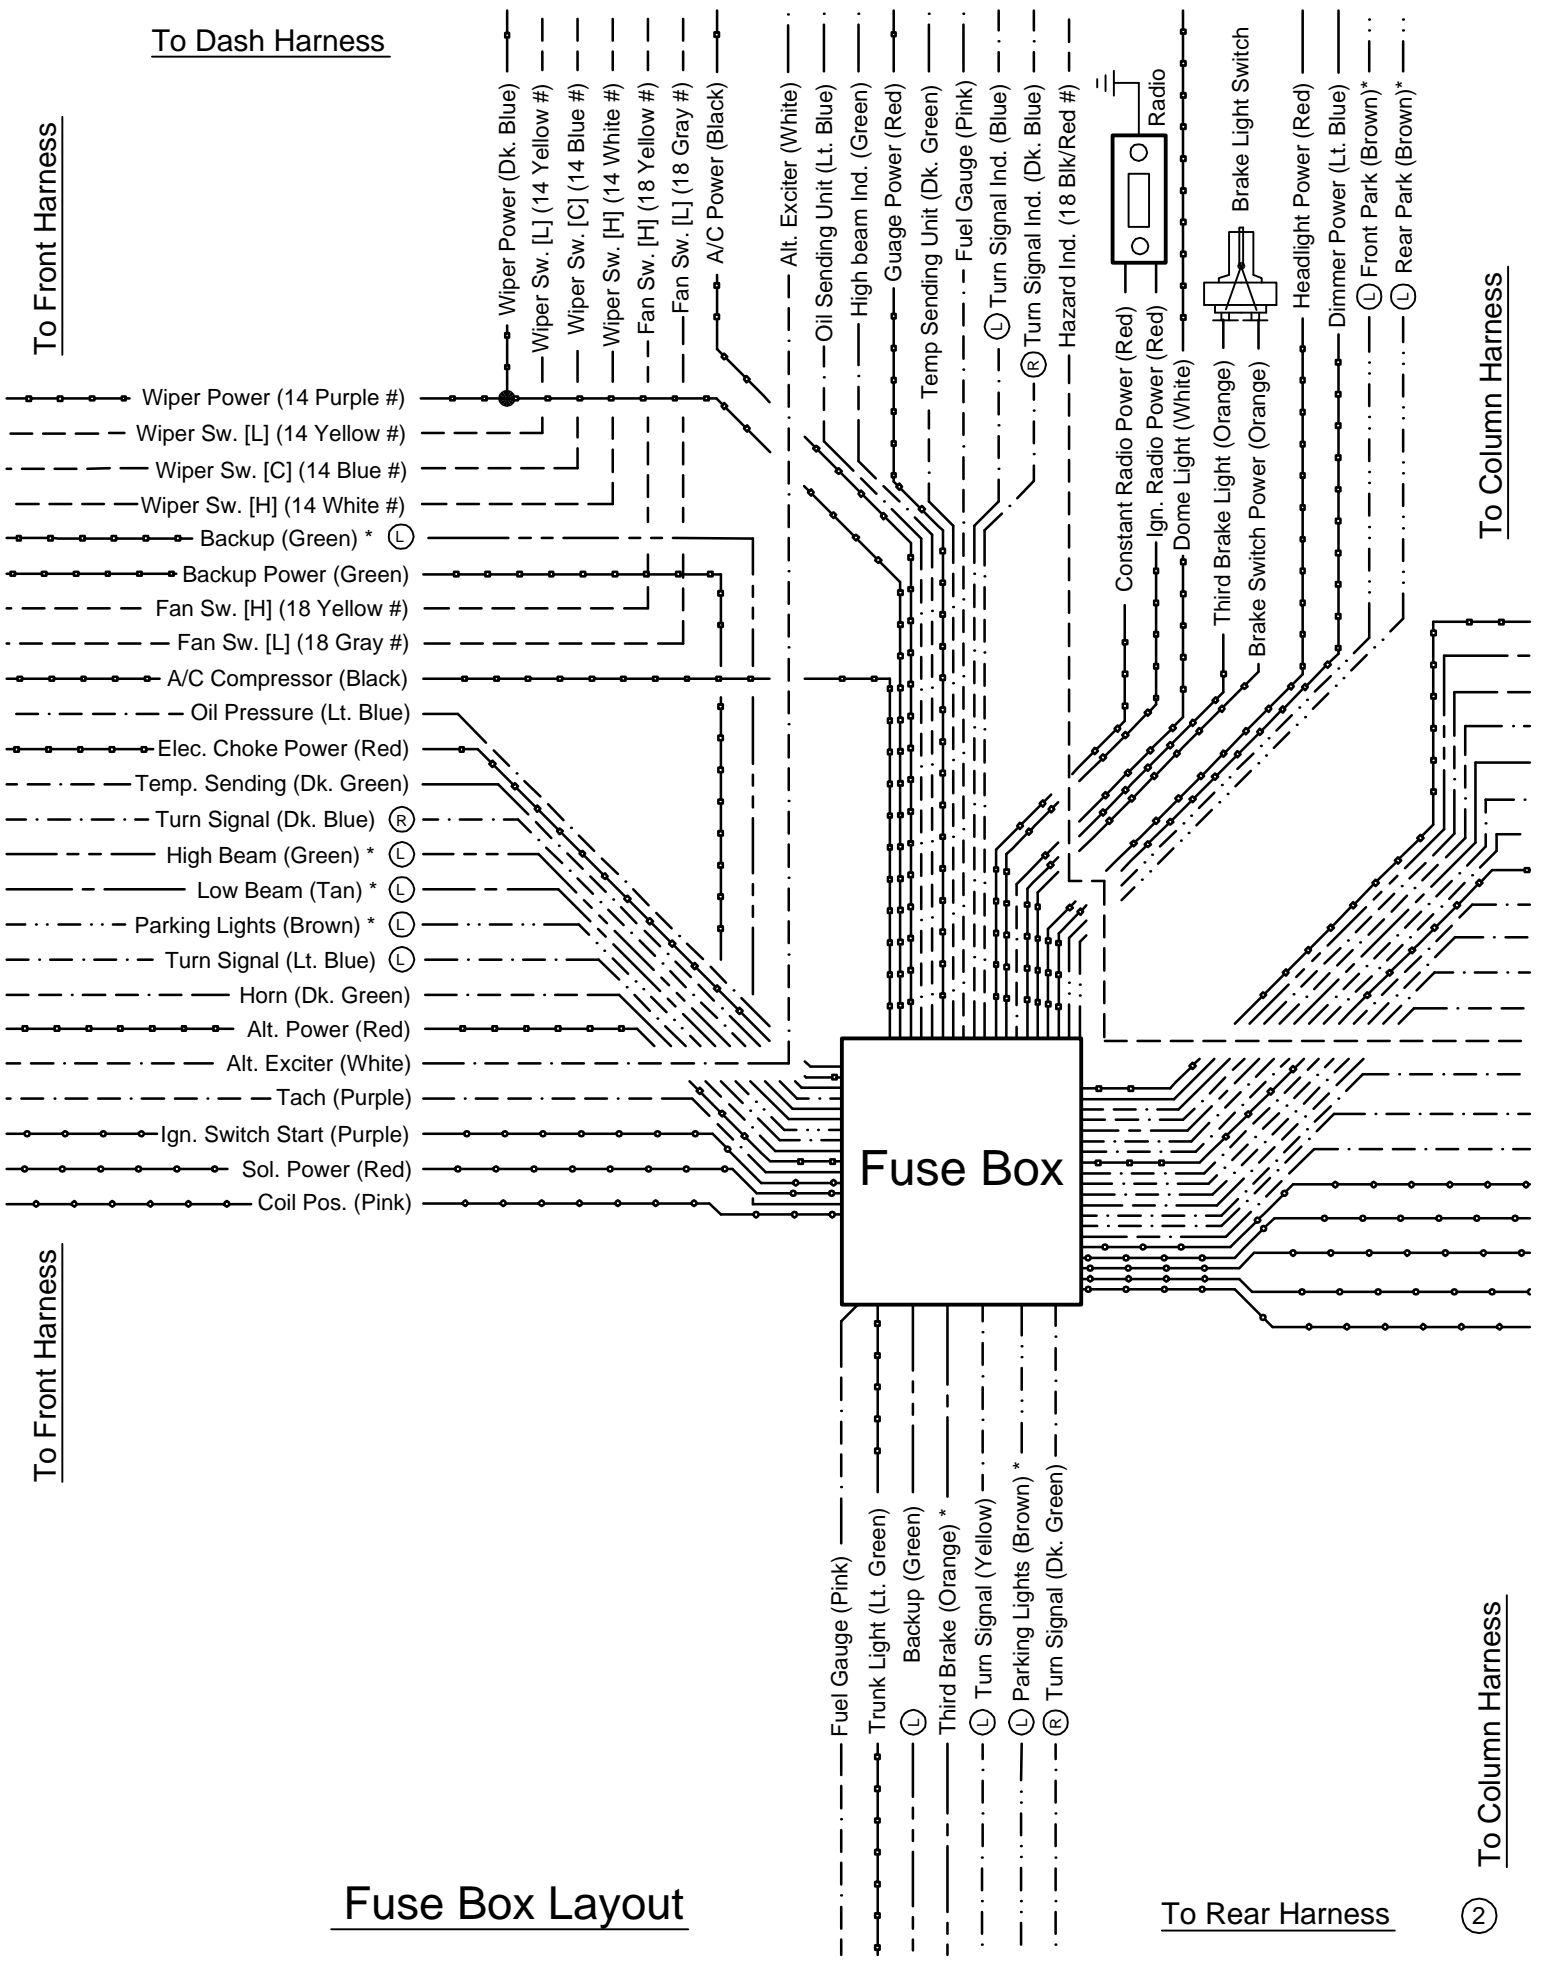 To Dash Harness
To Front Harness
Wiper Power (Dk. Blue)
Wiper Sw. [L] (14 Yellow #)
Wiper Sw. [C] (14 Blue #)
Wiper Sw. [H] (14 White #)
Fan Sw. [H] (18 Yellow #)
Fan Sw. [L] (18 Gray #)
A/C Power (Black)
Alt. Exciter (White)
Oil Sending Unit (Lt. Blue)
High beam Ind. (Green)
Guage Power (Red)
Temp Sending Unit (Dk. Green)
Fuel Gauge (Pink)
L Turn Signal Ind. (Blue)
R Turn Signal Ind. (Dk. Blue)
Hazard Ind. (18 Blk/Red #)
Radio
Constant Radio Power (Red)
Ign. Radio Power (Red)
Dome Light (White)
Brake Light Switch
Third Brake Light (Orange)
Brake Switch Power (Orange)
Headlight Power (Red)
Dimmer Power (Lt. Blue)
L Front Park (Brown)*
L Rear Park (Brown)*
To Column Harness
Wiper Power (14 Purple #)
Wiper Sw. [L] (14 Yellow #)
Wiper Sw. [C] (14 Blue #)
Wiper Sw. [H] (14 White #)
Backup (Green) * L
Backup Power (Green)
Fan Sw. [H] (18 Yellow #)
Fan Sw. [L] (18 Gray #)
A/C Compressor (Black)
Oil Pressure (Lt. Blue)
Elec. Choke Power (Red)
Temp. Sending (Dk. Green)
Turn Signal (Dk. Blue) R
High Beam (Green) * L
Low Beam (Tan) * L
Parking Lights (Brown) * L
Turn Signal (Lt. Blue) L
Horn (Dk. Green)
Alt. Power (Red)
Alt. Exciter (White)
Tach (Purple)
Ign. Switch Start (Purple)
Sol. Power (Red)
Coil Pos. (Pink)
Fuse Box
To Front Harness
Fuel Gauge (Pink)
Trunk Light (Lt. Green)
L Backup (Green)
Third Brake (Orange) *
L Turn Signal (Yellow)
L Parking Lights (Brown) *
R Turn Signal (Dk. Green)
To Column Harness
Fuse Box Layout
To Rear Harness
2